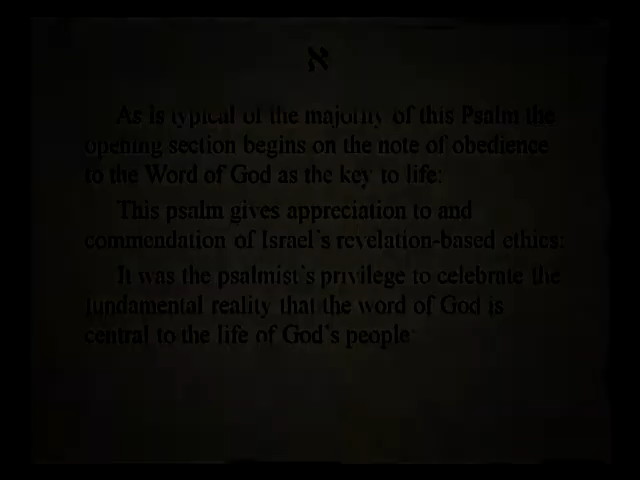 א
As is typical of the majority of this Psalm the
opening section begins on the note of obedience
to the Word of God as the key to life:
This psalm gives appreciation to and
commendation of Israel's revelation-based ethics:
It was the psalmist's privilege to celebrate the
fundamental reality that the word of God is
central to the life of God's people